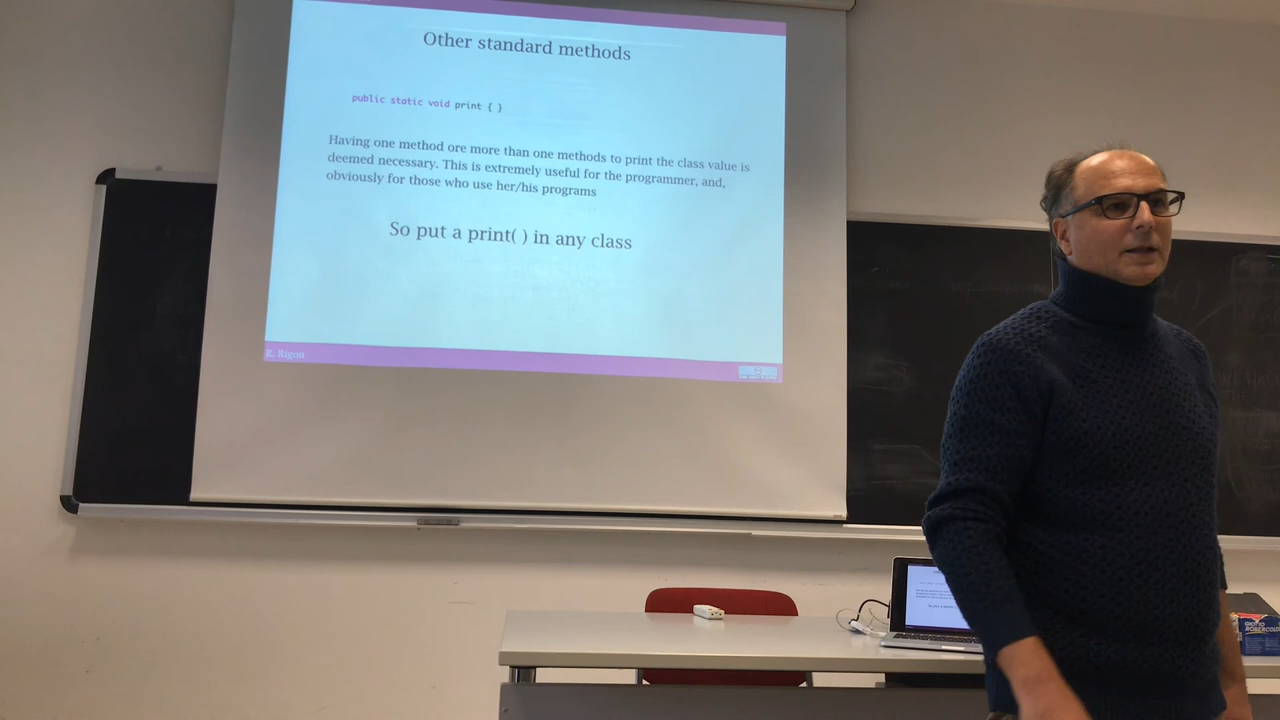 Other standard methods
public static void print { }
Having one method ore more than one methods to print the class value is
deemed necessary. This is extremely useful for the programmer, and,
obviously for those who use her/his programs
So put a print( ) in any class
R. Rigon
GIOTTO
ROBERCOLOR